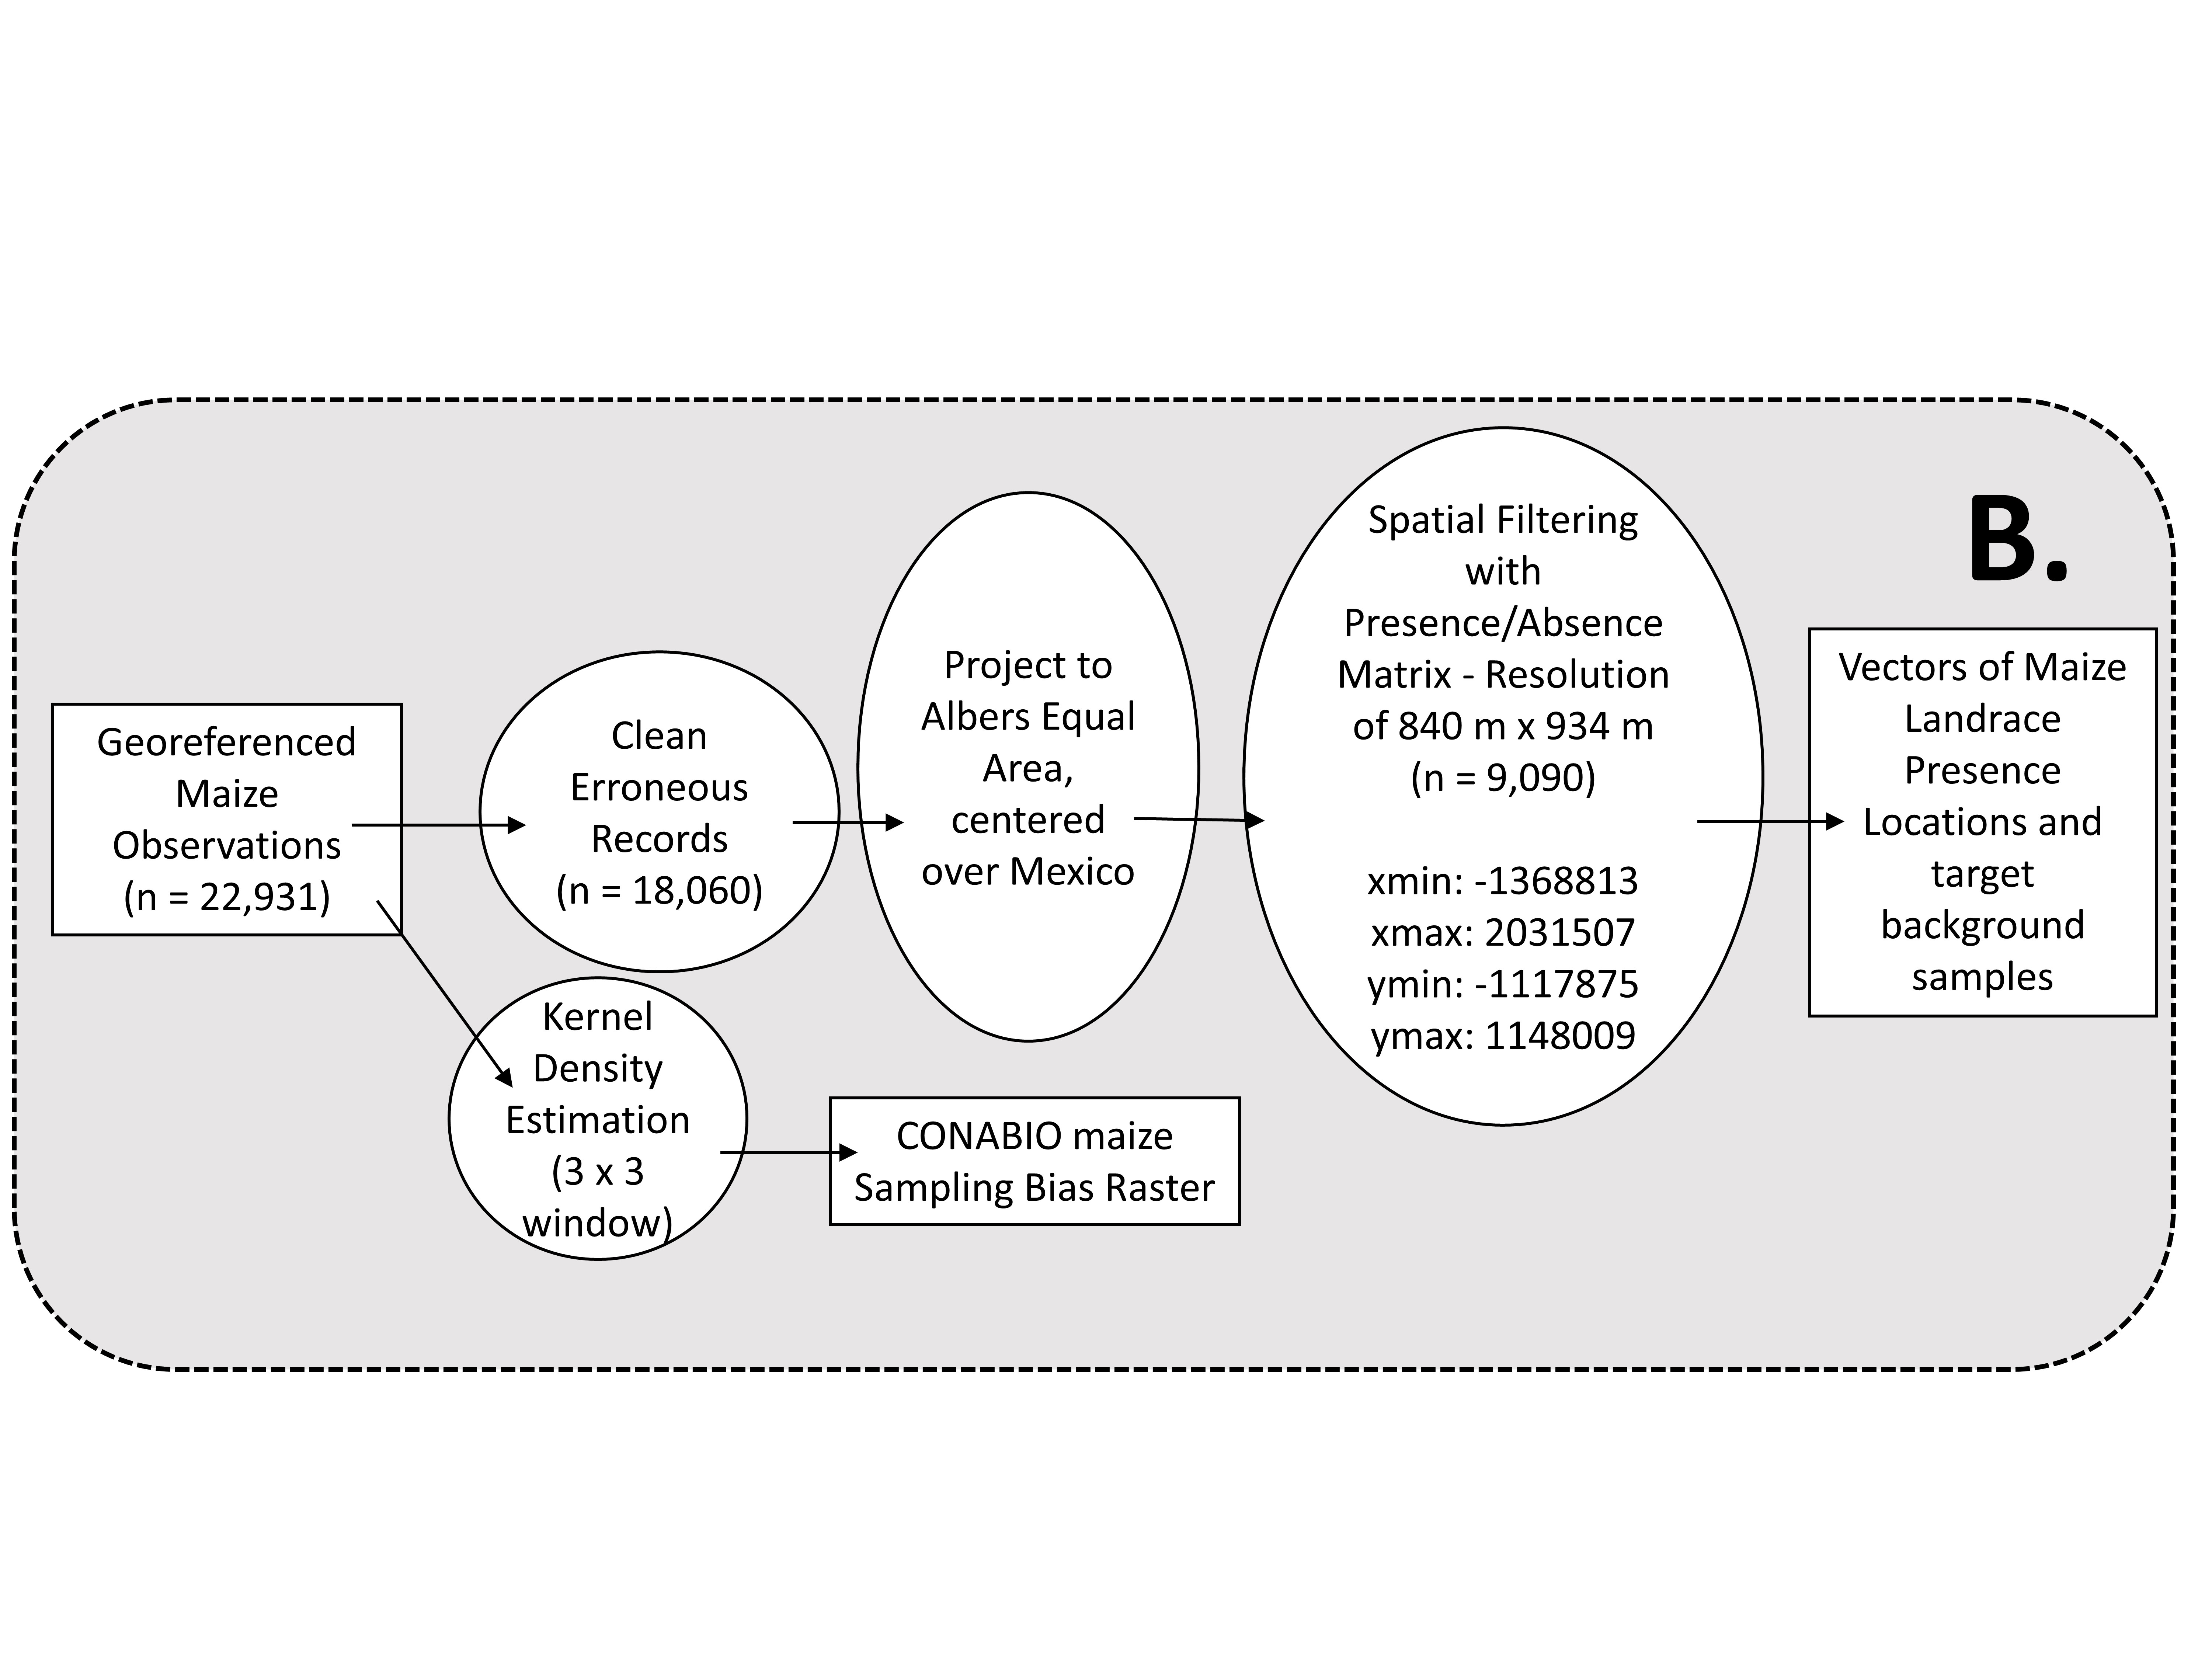 B.
Georeferenced
Maize
Observations
(n = 22,931)
Clean
Erroneous
Records
(n = 18,060)
Project to
Albers Equal
Area,
centered
over Mexico
Spatial Filtering
with
Presence/Absence
Matrix - Resolution
of 840 m x 934 m
(n = 9,090)
xmin: -1368813
xmax: 2031507
ymin: -1117875
ymax: 1148009
Vectors of Maize
Landrace
Presence
Locations and
target
background
samples
Kernel
Density
Estimation
(3 x 3
window)
CONABIO maize
Sampling Bias Raster